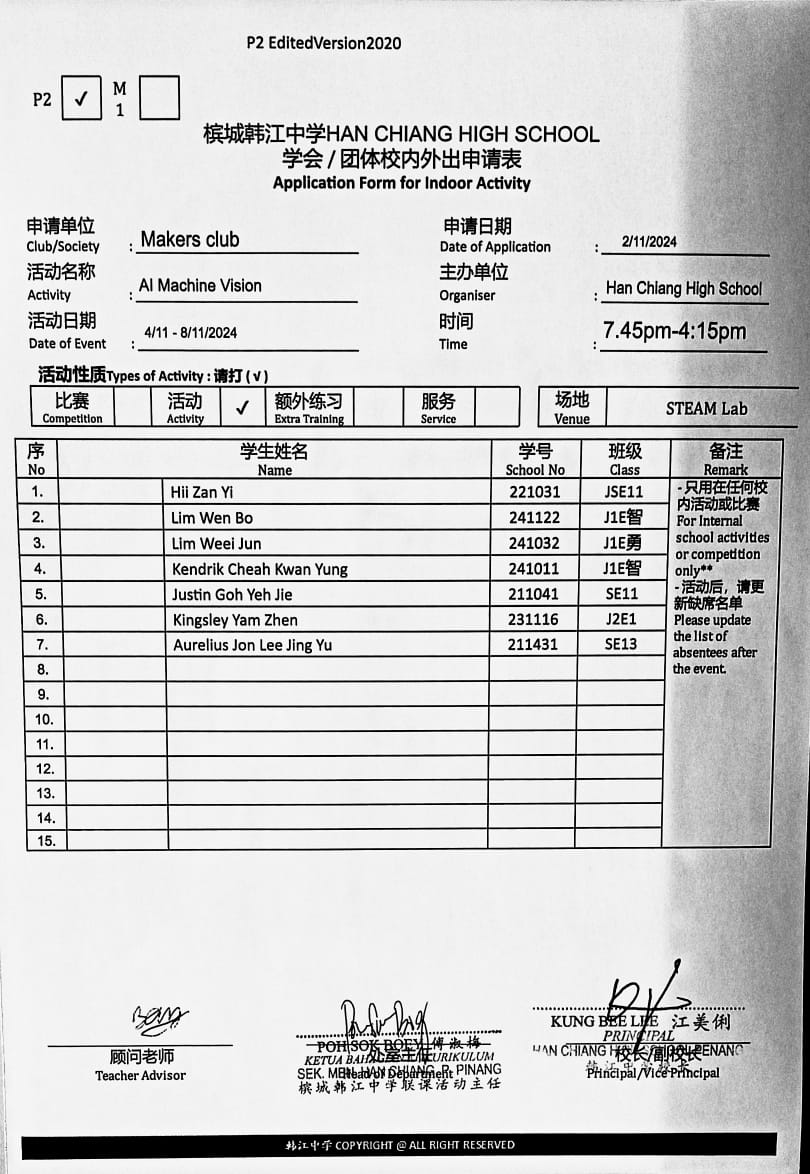 P2 EditedVersion2020
P2 ✓ M 1
槟城韩江中学HAN CHIANG HIGH SCHOOL
学会 / 团体校内外出申请表
Application Form for Indoor Activity
申请单位 申请日期
Club/Society : Makers club Date of Application : 2/11/2024
活动名称 主办单位
Activity : AI Machine Vision Organiser : Han Chiang High School
活动日期 时间
Date of Event : 4/11 - 8/11/2024 Time : 7.45pm-4:15pm
活动性质Types of Activity : 请打 ( √ )
比赛 活动 ✓ 额外练习 服务 场地 STEAM Lab
Competition Activity Extra Training Service Venue
序 学生姓名 学号 班级 备注
No Name School No Class Remark
1. Hii Zan Yi 221031 JSE11
2. Lim Wen Bo 241122 J1E智
3. Lim Weei Jun 241032 J1E勇
4. Kendrik Cheah Kwan Yung 241011 J1E智
5. Justin Goh Yeh Jie 211041 SE11
6. Kingsley Yam Zhen 231116 J2E1
7. Aurelius Jon Lee Jing Yu 211431 SE13
8.
9.
10.
11.
12.
13.
14.
15.
- 只用在任何校
内活动或比赛
For Internal
school activities
or competition
only**
- 活动后，请更
新缺席名单
Please update
the list of
absentees after
the event.
顾问老师
Teacher Advisor
POH SOK BOEY 傅淑梅
KETUA BAHAGIAN KURIKULUM
处室主任
SEK. MEN. HAN CHIANG, P. PINANG
Head of Department
槟城韩江中学联课活动主任
KUNG BEE LEE 江美俐
PRINCIPAL
HAN CHIANG HIGH SCHOOL PENANG
校长/副校长
Principal/Vice Principal
韩江中学 COPYRIGHT @ ALL RIGHT RESERVED